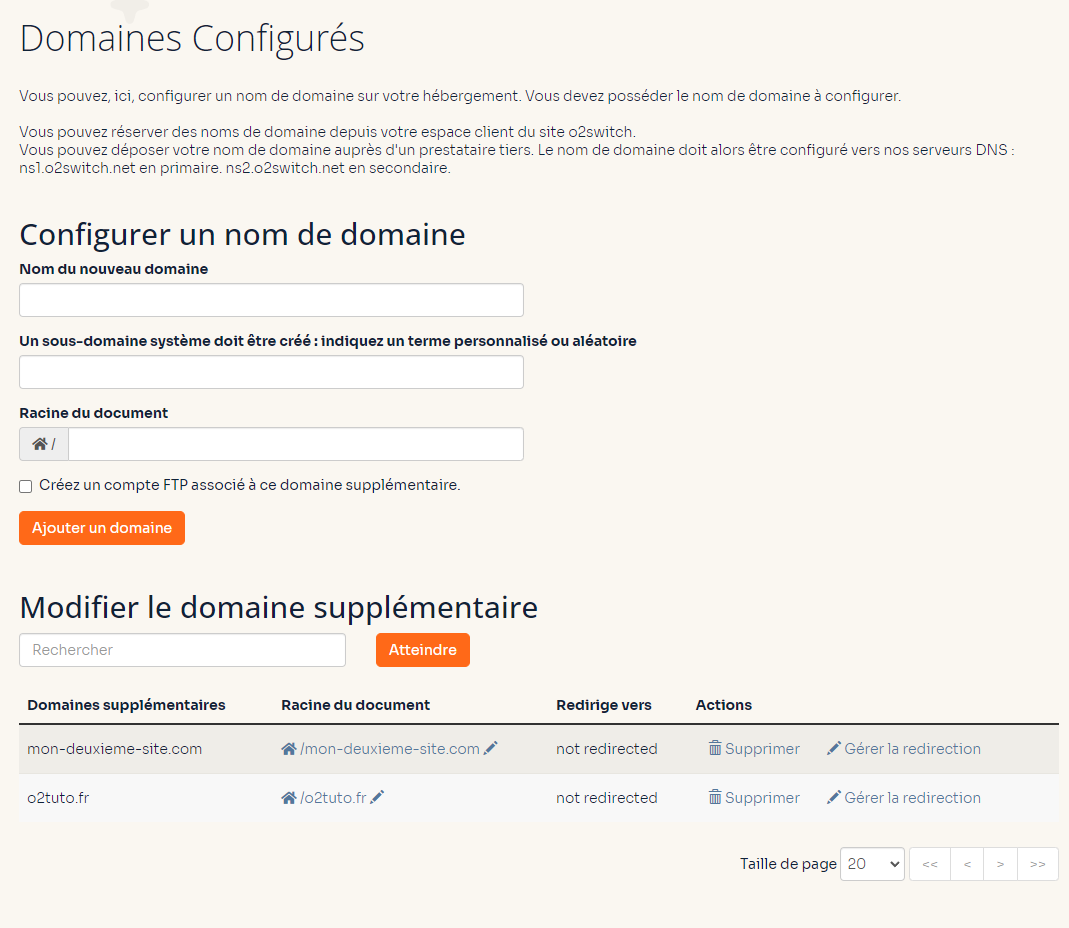 Domaines Configurés
Vous pouvez, ici, configurer un nom de domaine sur votre hébergement. Vous devez posséder le nom de domaine à configurer.
Vous pouvez réserver des noms de domaine depuis votre espace client du site o2switch.
Vous pouvez déposer votre nom de domaine auprès d'un prestataire tiers. Le nom de domaine doit alors être configuré vers nos serveurs DNS :
ns1.o2switch.net en primaire. ns2.o2switch.net en secondaire.
Configurer un nom de domaine
Nom du nouveau domaine
Un sous-domaine système doit être créé : indiquez un terme personnalisé ou aléatoire
Racine du document
/
Créez un compte FTP associé à ce domaine supplémentaire.
Ajouter un domaine
Modifier le domaine supplémentaire
Rechercher Atteindre
Domaines supplémentaires Racine du document Redirige vers Actions
mon-deuxieme-site.com /mon-deuxieme-site.com not redirected Supprimer Gérer la redirection
o2tuto.fr /o2tuto.fr not redirected Supprimer Gérer la redirection
Taille de page 20 << < > >>